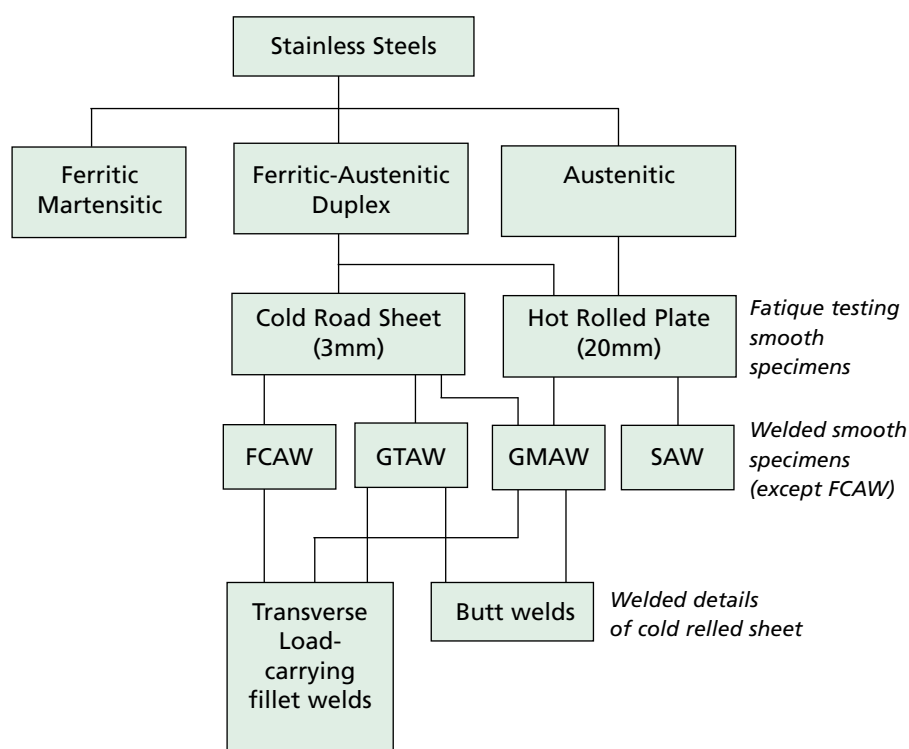 Stainless Steels
Ferritic
Martensitic
Ferritic-Austenitic
Duplex
Austenitic
Cold Road Sheet
(3mm)
Hot Rolled Plate
(20mm)
Fatique testing
smooth
specimens
FCAW
GTAW
GMAW
SAW
Welded smooth
specimens
(except FCAW)
Transverse
Load-
carrying
fillet welds
Butt welds
Welded details
of cold relled sheet